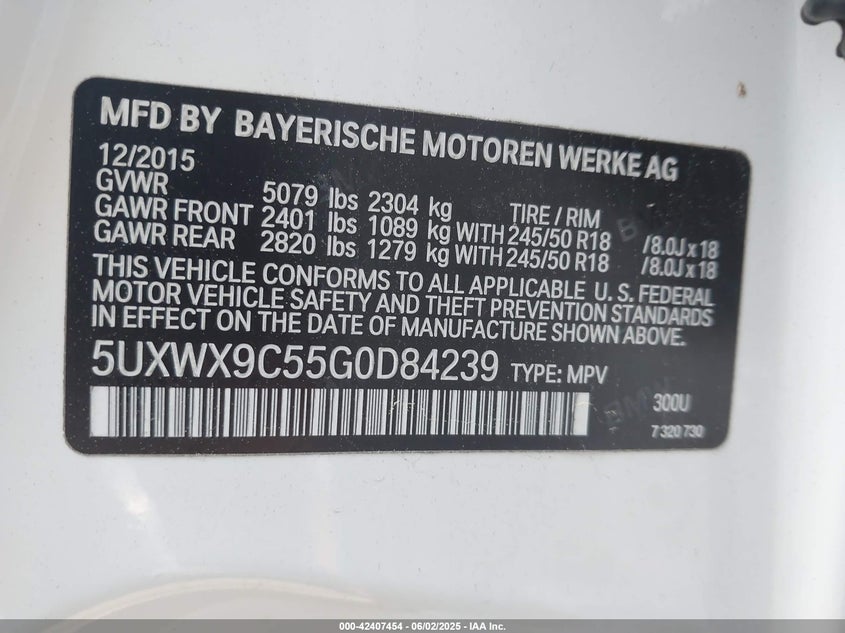 MFD BY BAYERISCHE MOTOREN WERKE AG
12/2015
GVWR 5079 lbs 2304 kg TIRE / RIM
GAWR FRONT 2401 lbs 1089 kg WITH 245/50 R18 /8.0J x 18
GAWR REAR 2820 lbs 1279 kg WITH 245/50 R18 /8.0J x 18
THIS VEHICLE CONFORMS TO ALL APPLICABLE U.S. FEDERAL
MOTOR VEHICLE SAFETY AND THEFT PREVENTION STANDARDS
IN EFFECT ON THE DATE OF MANUFACTURE SHOWN ABOVE.
5UXWX9C55G0D84239 TYPE: MPV
300U
7 320 730
000-42407454 - 06/02/2025 - IAA Inc.